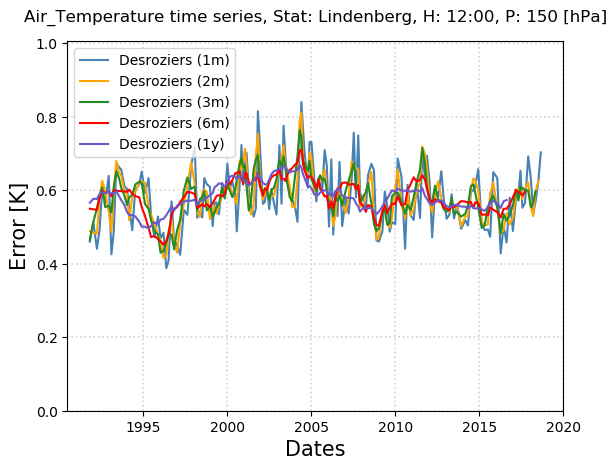 Air_Temperature time series, Stat: Lindenberg, H: 12:00, P: 150 [hPa]
1.0
Desroziers (1m)
Desroziers (2m)
Desroziers (3m)
Desroziers (6m)
Desroziers (1y)
0.8
0.6
Error [K]
0.4
0.2
0.0
1995 2000 2005 2010 2015 2020
Dates